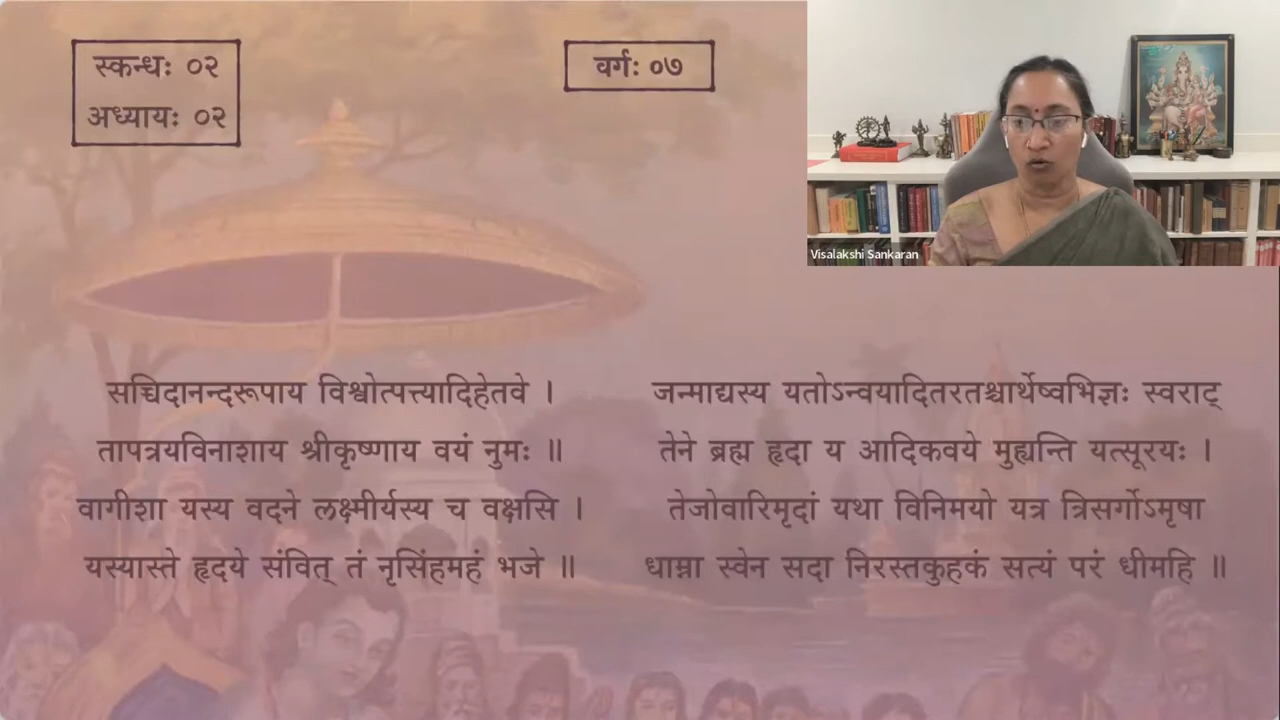 स्कन्धः ०२
अध्यायः ०२
वर्गः ०७
Visalakshi Sankaran
सच्चिदानन्दरूपाय विश्वोत्पत्त्यादिहेतवे ।
तापत्रयविनाशाय श्रीकृष्णाय वयं नुमः ॥
वागीशा यस्य वदने लक्ष्मीर्यस्य च वक्षसि ।
यस्यास्ते हृदये संवित् तं नृसिंहमहं भजे ॥
जन्माद्यस्य यतोऽन्वयादितरतश्चार्थेष्वभिज्ञः स्वराट्
तेने ब्रह्म हृदा य आदिकवये मुह्यन्ति यत्सूरयः ।
तेजोवारिमृदां यथा विनिमयो यत्र त्रिसर्गोऽमृषा
धाम्ना स्वेन सदा निरस्तकुहकं सत्यं परं धीमहि ॥